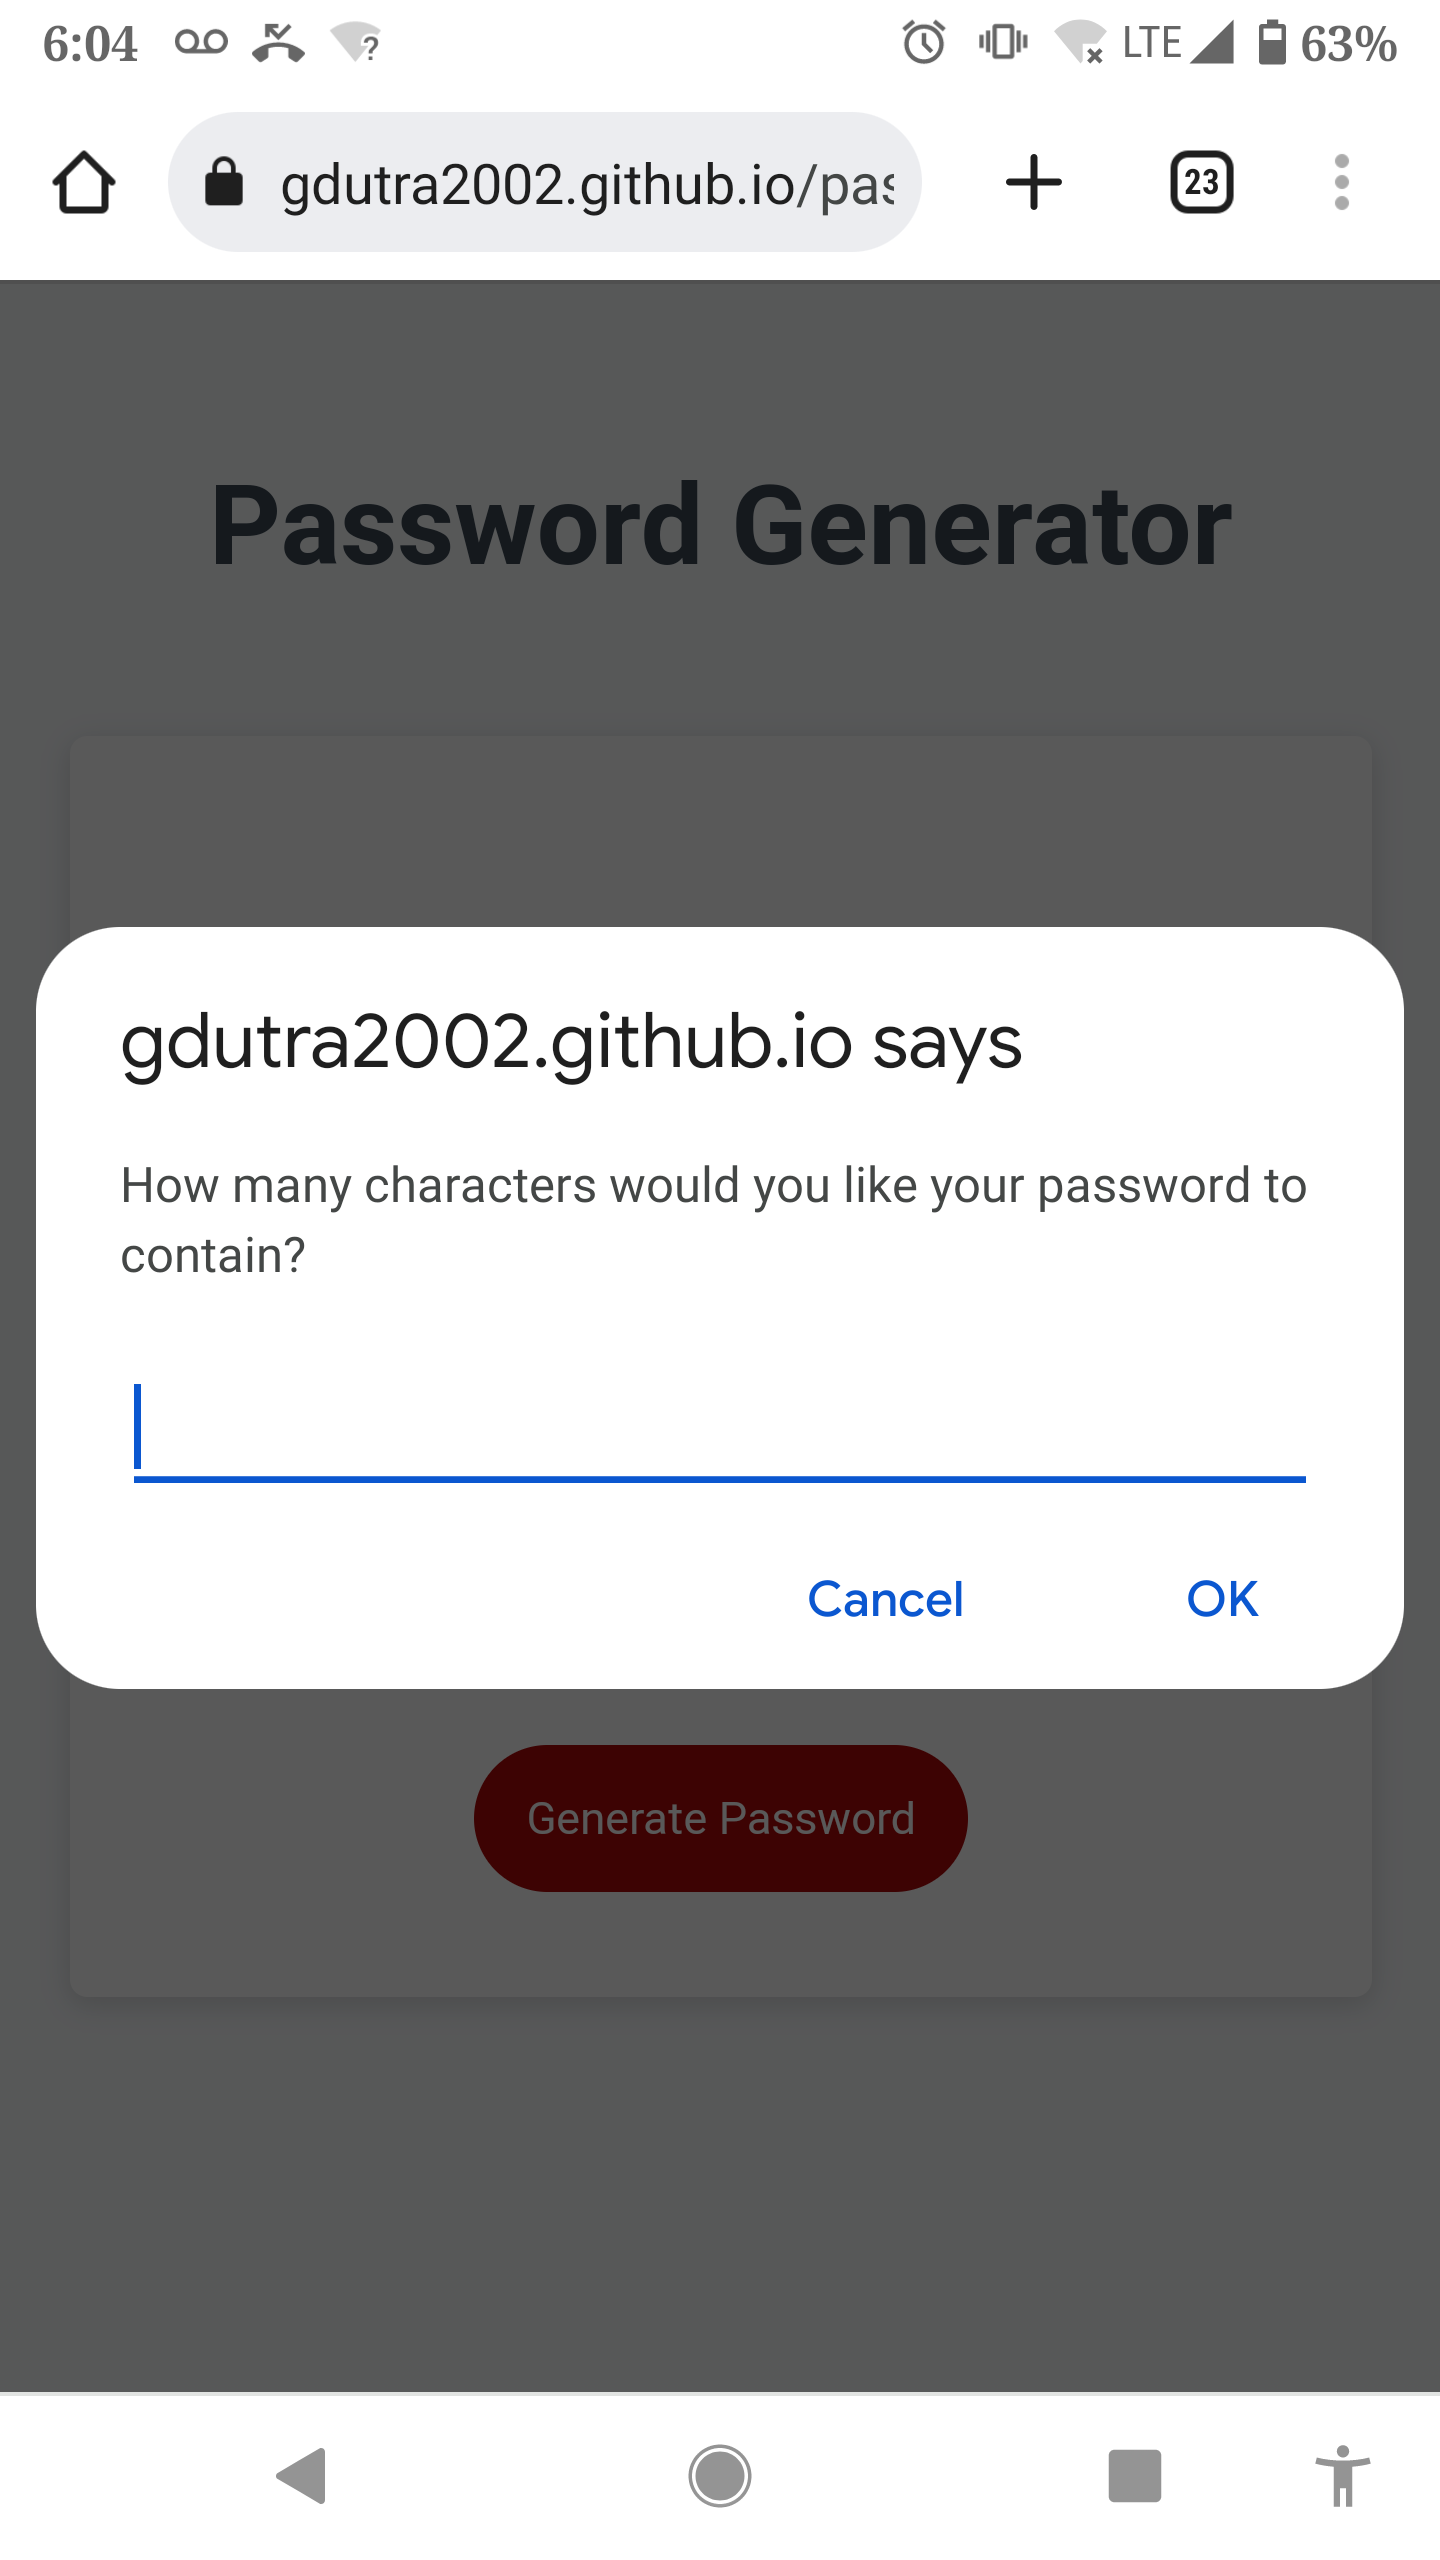 6:04 ? LTE 63%
gdutra2002.github.io/pas 23
Password Generator
gdutra2002.github.io says
How many characters would you like your password to
contain?
Cancel OK
Generate Password